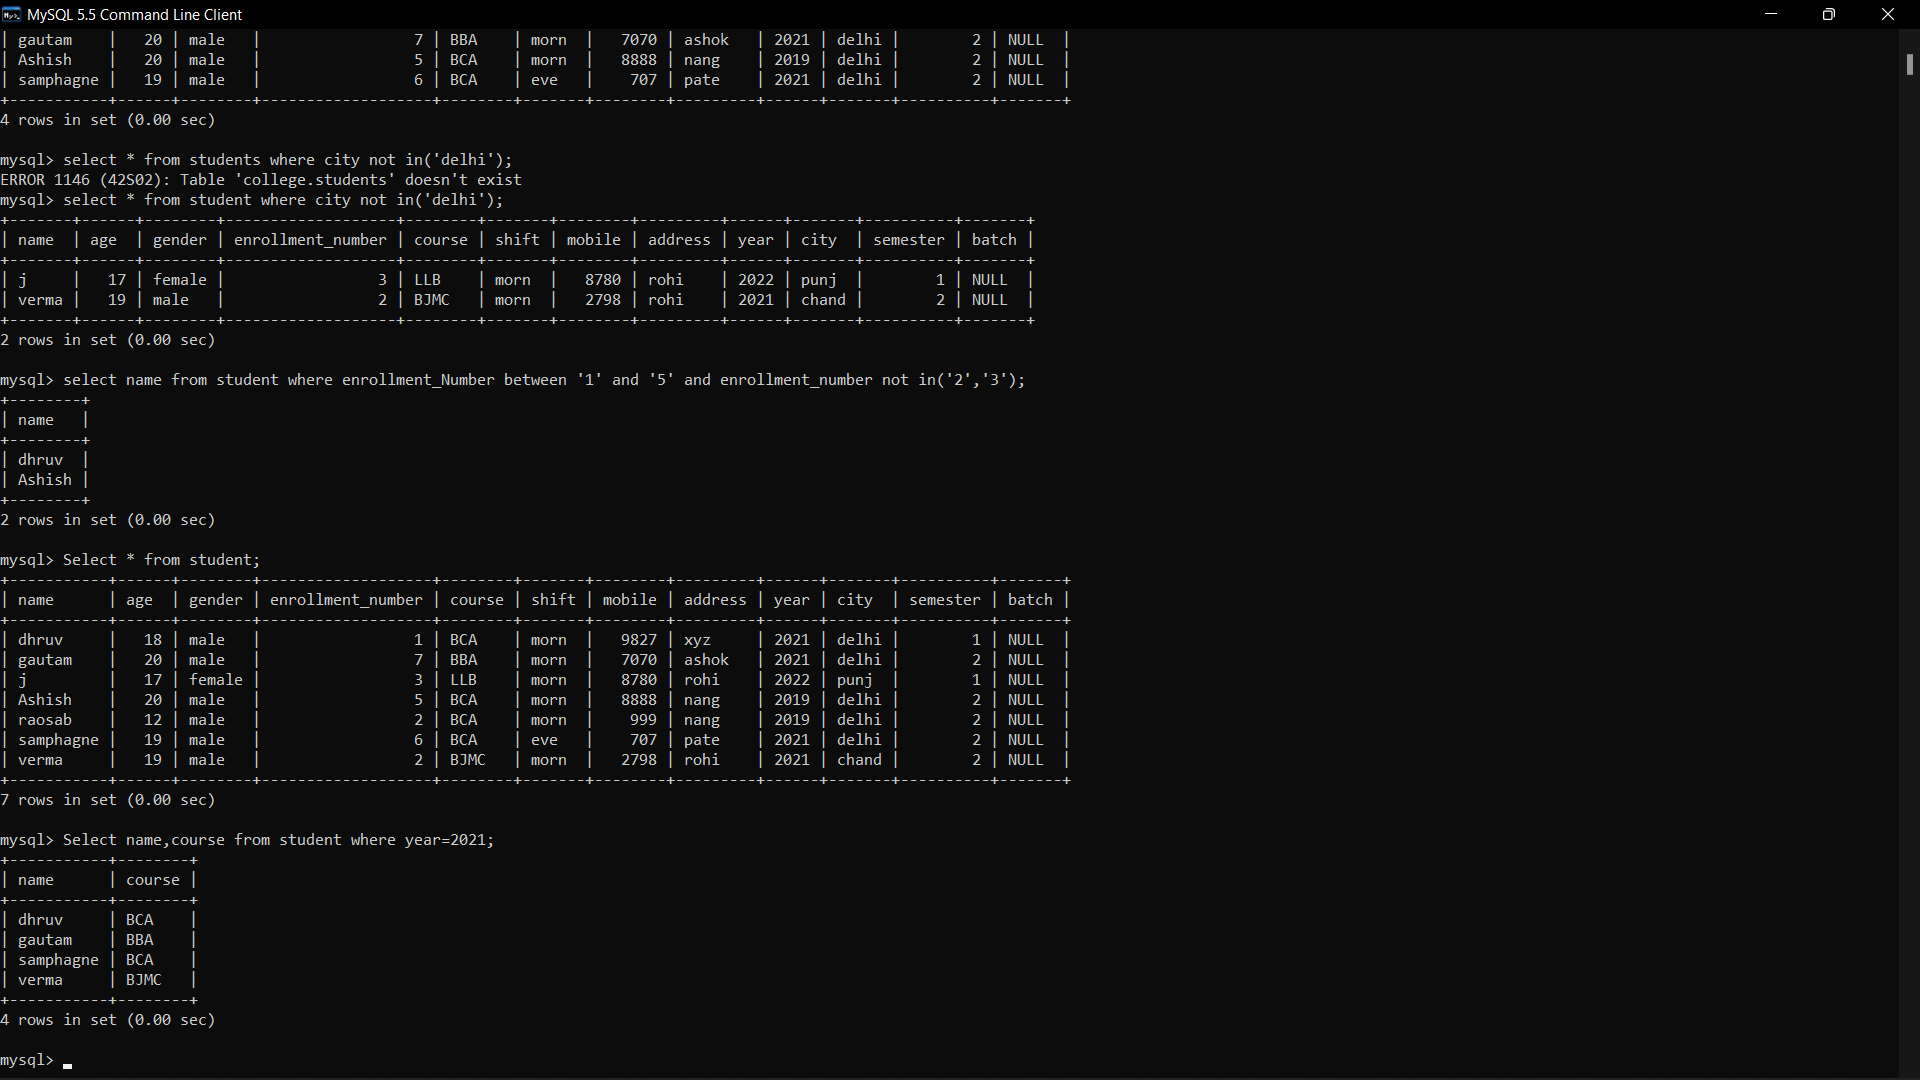 MySQL 5.5 Command Line Client
| gautam    |   20 | male   |                 7 | BBA    | morn  |   7070 | ashok   | 2021 | delhi |        2 | NULL  |
| Ashish    |   20 | male   |                 5 | BCA    | morn  |   8888 | nang    | 2019 | delhi |        2 | NULL  |
| samphagne |   19 | male   |                 6 | BCA    | eve   |    707 | pate    | 2021 | delhi |        2 | NULL  |
+-----------+------+--------+-------------------+--------+-------+--------+---------+------+-------+----------+-------+
4 rows in set (0.00 sec)
mysql> select * from students where city not in('delhi');
ERROR 1146 (42S02): Table 'college.students' doesn't exist
mysql> select * from student where city not in('delhi');
+-------+------+--------+-------------------+--------+-------+--------+---------+------+-------+----------+-------+
| name  | age  | gender | enrollment_number | course | shift | mobile | address | year | city  | semester | batch |
+-------+------+--------+-------------------+--------+-------+--------+---------+------+-------+----------+-------+
| j     |   17 | female |                 3 | LLB    | morn  |   8780 | rohi    | 2022 | punj  |        1 | NULL  |
| verma |   19 | male   |                 2 | BJMC   | morn  |   2798 | rohi    | 2021 | chand |        2 | NULL  |
+-------+------+--------+-------------------+--------+-------+--------+---------+------+-------+----------+-------+
2 rows in set (0.00 sec)
mysql> select name from student where enrollment_Number between '1' and '5' and enrollment_number not in('2','3');
+--------+
| name   |
+--------+
| dhruv  |
| Ashish |
+--------+
2 rows in set (0.00 sec)
mysql> Select * from student;
+-----------+------+--------+-------------------+--------+-------+--------+---------+------+-------+----------+-------+
| name      | age  | gender | enrollment_number | course | shift | mobile | address | year | city  | semester | batch |
+-----------+------+--------+-------------------+--------+-------+--------+---------+------+-------+----------+-------+
| dhruv     |   18 | male   |                 1 | BCA    | morn  |   9827 | xyz     | 2021 | delhi |        1 | NULL  |
| gautam    |   20 | male   |                 7 | BBA    | morn  |   7070 | ashok   | 2021 | delhi |        2 | NULL  |
| j         |   17 | female |                 3 | LLB    | morn  |   8780 | rohi    | 2022 | punj  |        1 | NULL  |
| Ashish    |   20 | male   |                 5 | BCA    | morn  |   8888 | nang    | 2019 | delhi |        2 | NULL  |
| raosab    |   12 | male   |                 2 | BCA    | morn  |    999 | nang    | 2019 | delhi |        2 | NULL  |
| samphagne |   19 | male   |                 6 | BCA    | eve   |    707 | pate    | 2021 | delhi |        2 | NULL  |
| verma     |   19 | male   |                 2 | BJMC   | morn  |   2798 | rohi    | 2021 | chand |        2 | NULL  |
+-----------+------+--------+-------------------+--------+-------+--------+---------+------+-------+----------+-------+
7 rows in set (0.00 sec)
mysql> Select name,course from student where year=2021;
+-----------+--------+
| name      | course |
+-----------+--------+
| dhruv     | BCA    |
| gautam    | BBA    |
| samphagne | BCA    |
| verma     | BJMC   |
+-----------+--------+
4 rows in set (0.00 sec)
mysql>